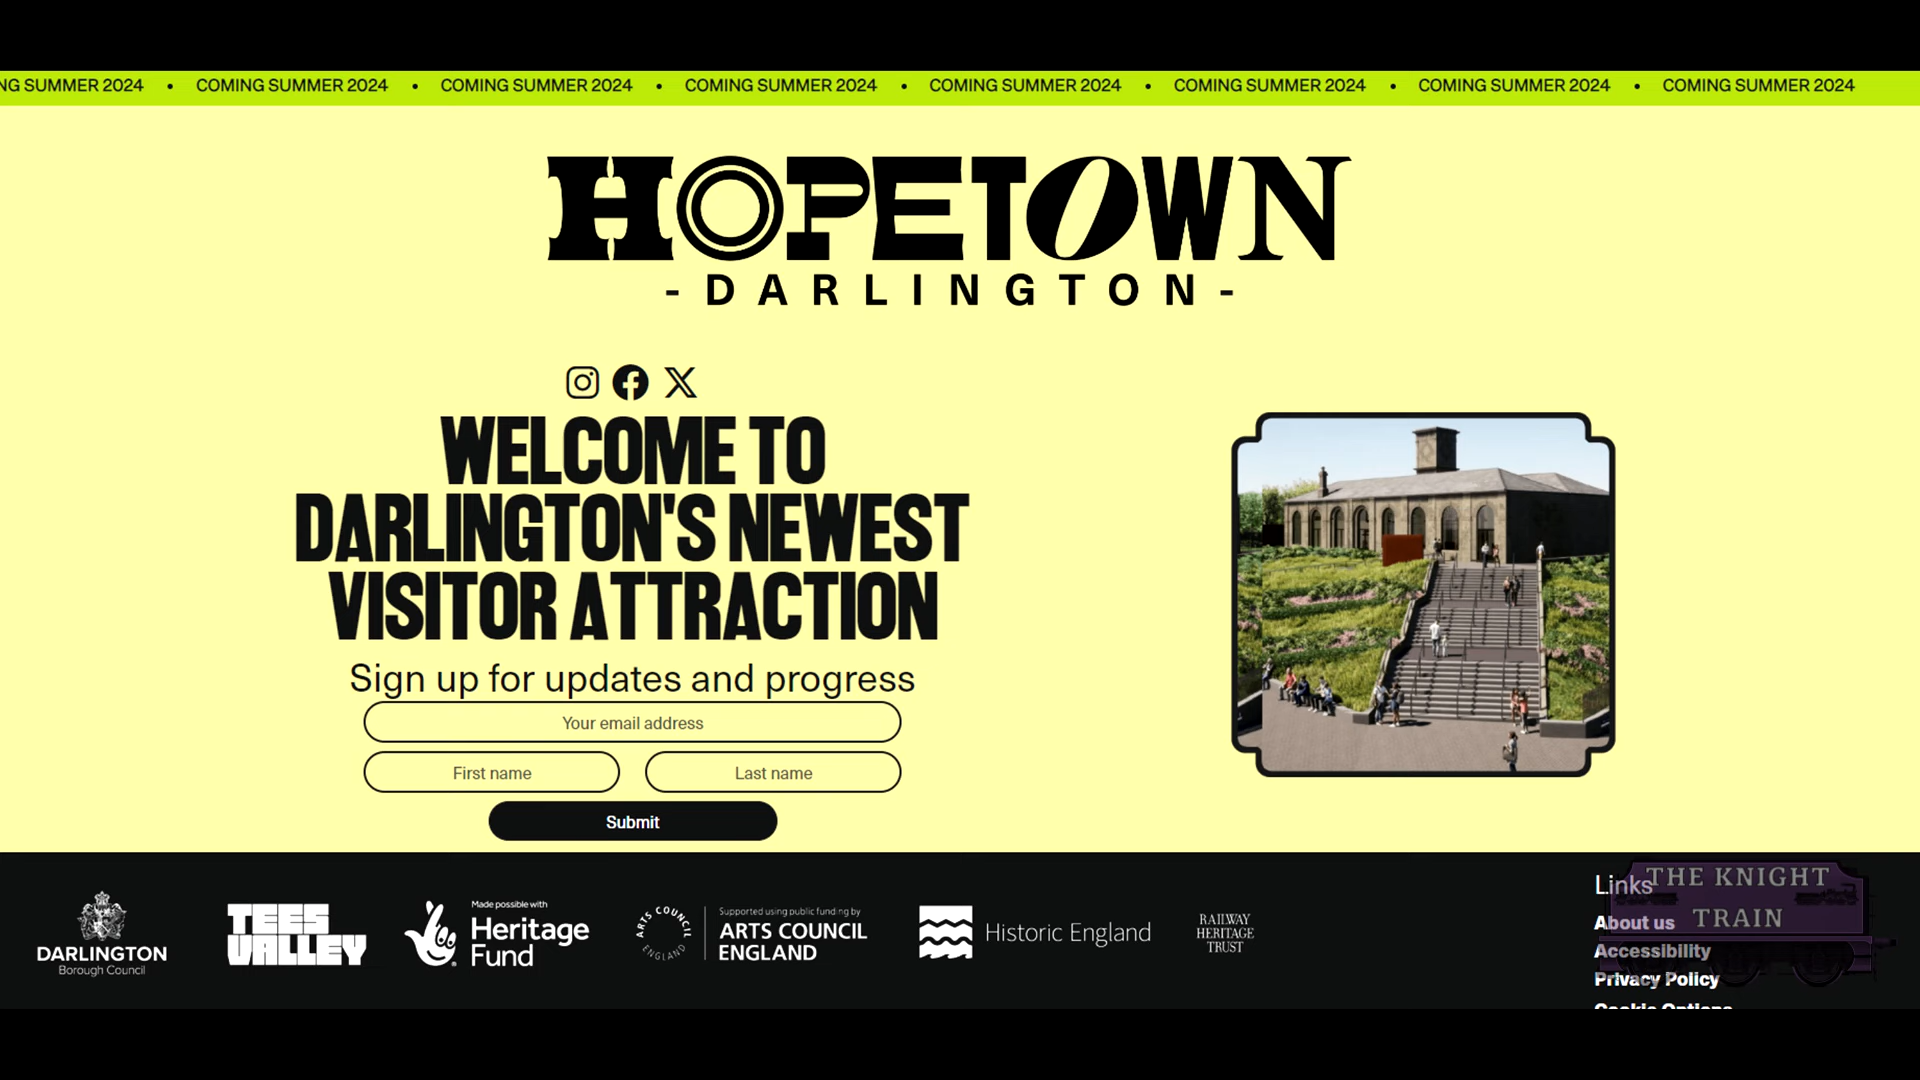 NG SUMMER 2024 • COMING SUMMER 2024 • COMING SUMMER 2024 • COMING SUMMER 2024 • COMING SUMMER 2024 • COMING SUMMER 2024 • COMING SUMMER 2024 • COMING SUMMER 2024
HOPETOWN
- DARLINGTON -
WELCOME TO
DARLINGTON'S NEWEST
VISITOR ATTRACTION
Sign up for updates and progress
Your email address
First name
Last name
Submit
DARLINGTON
Borough Council
TEES
VALLEY
Made possible with
Heritage
Fund
ARTS COUNCIL
ENGLAND
Supported using public funding by
ARTS COUNCIL
ENGLAND
Historic England
RAILWAY
HERITAGE
TRUST
Links
About us
Accessibility
Privacy Policy
Cookie Options
THE KNIGHT
TRAIN